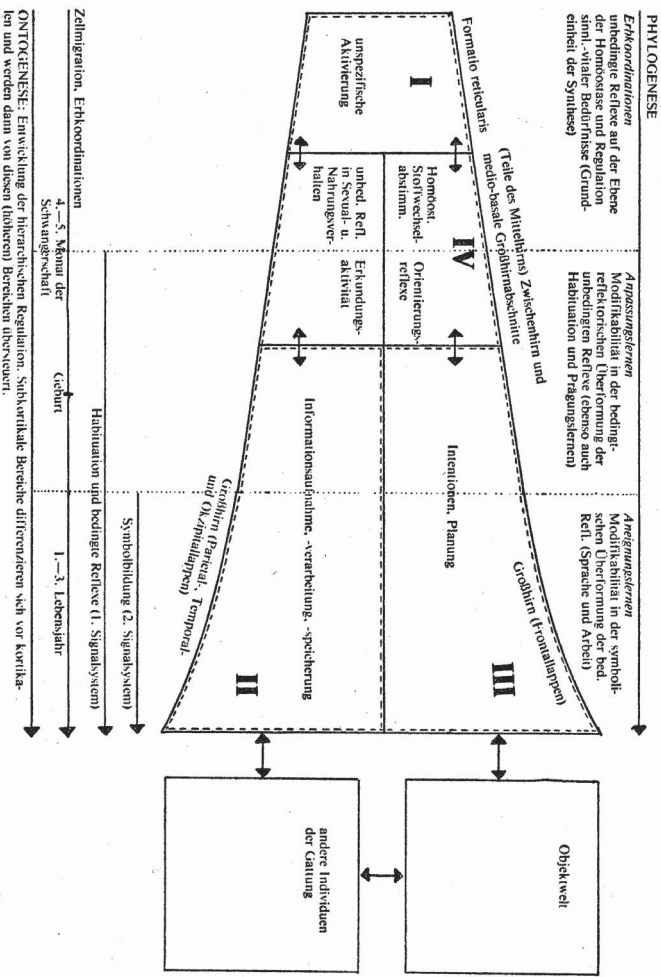 PHYLOGENESE
Erbkoordinationen
unbedingte Reflexe auf der Ebene
der Homöostase und Regulation
sinnl.-vitaler Bedürfnisse (Grund-
einheit der Synthese)
Anpassungslernen
Modifikabilität in der bedingt-
reflektorischen Überformung der
unbedingten Reflexe (ebenso auch
Habituation und Prägungslernen)
Aneignungslernen
Modifikabilität in der symboli-
schen Überformung der bed.
Refl. (Sprache und Arbeit)
Formatio reticularis
(Teile des Mittelhirns) Zwischenhirn und
medio-basale Großhirnabschnitte
Großhirn (Frontallappen)
I
unspezifische
Aktivierung
IV
Homöost.
Stoffwechsel-
abstimm.
Orientierungs-
reflexe
unbed. Refl.
in Sexual- u.
Nahrungsver-
halten
Erkundungs-
aktivität
III
Intentionen, Planung
II
Informationsaufnahme, -verarbeitung, -speicherung
Großhirn (Parietal-, Temporal-
und Okzipitallappen)
Objektwelt
andere Individuen
der Gattung
Symbolbildung (2. Signalsystem)
Habituation und bedingte Reflexe (1. Signalsystem)
Zellmigration, Erbkoordinationen
4.—5. Monat der
Schwangerschaft
Geburt
1.—3. Lebensjahr
ONTOGENESE: Entwicklung der hierarchischen Regulation. Subkortikale Bereiche differenzieren sich vor kortika-
len und werden dann von diesen (höheren) Bereichen übersteuert.